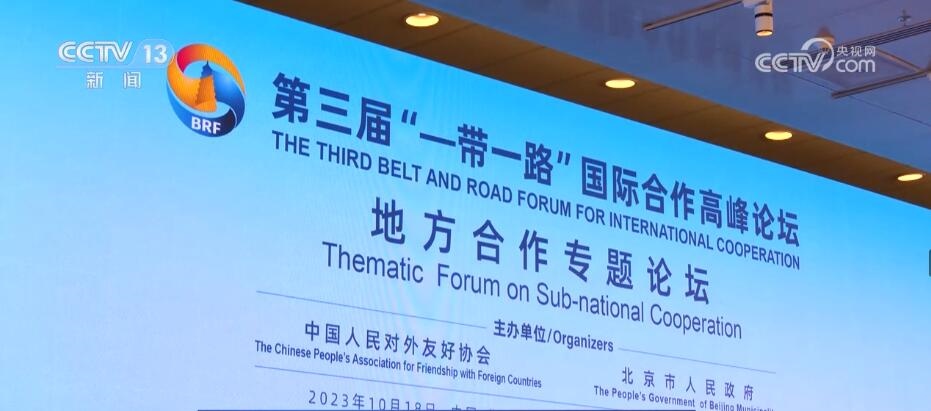 CCTV 13
新闻
央视网
CCTV.com
BRF
第三届“一带一路”国际合作高峰论坛
THE THIRD BELT AND ROAD FORUM FOR INTERNATIONAL COOPERATION
地方合作专题论坛
Thematic Forum on Sub-national Cooperation
主办单位/Organizers
中国人民对外友好协会
The Chinese People's Association for Friendship with Foreign Countries
北京市人民政府
The People's Government of Beijing
2023年10月18日